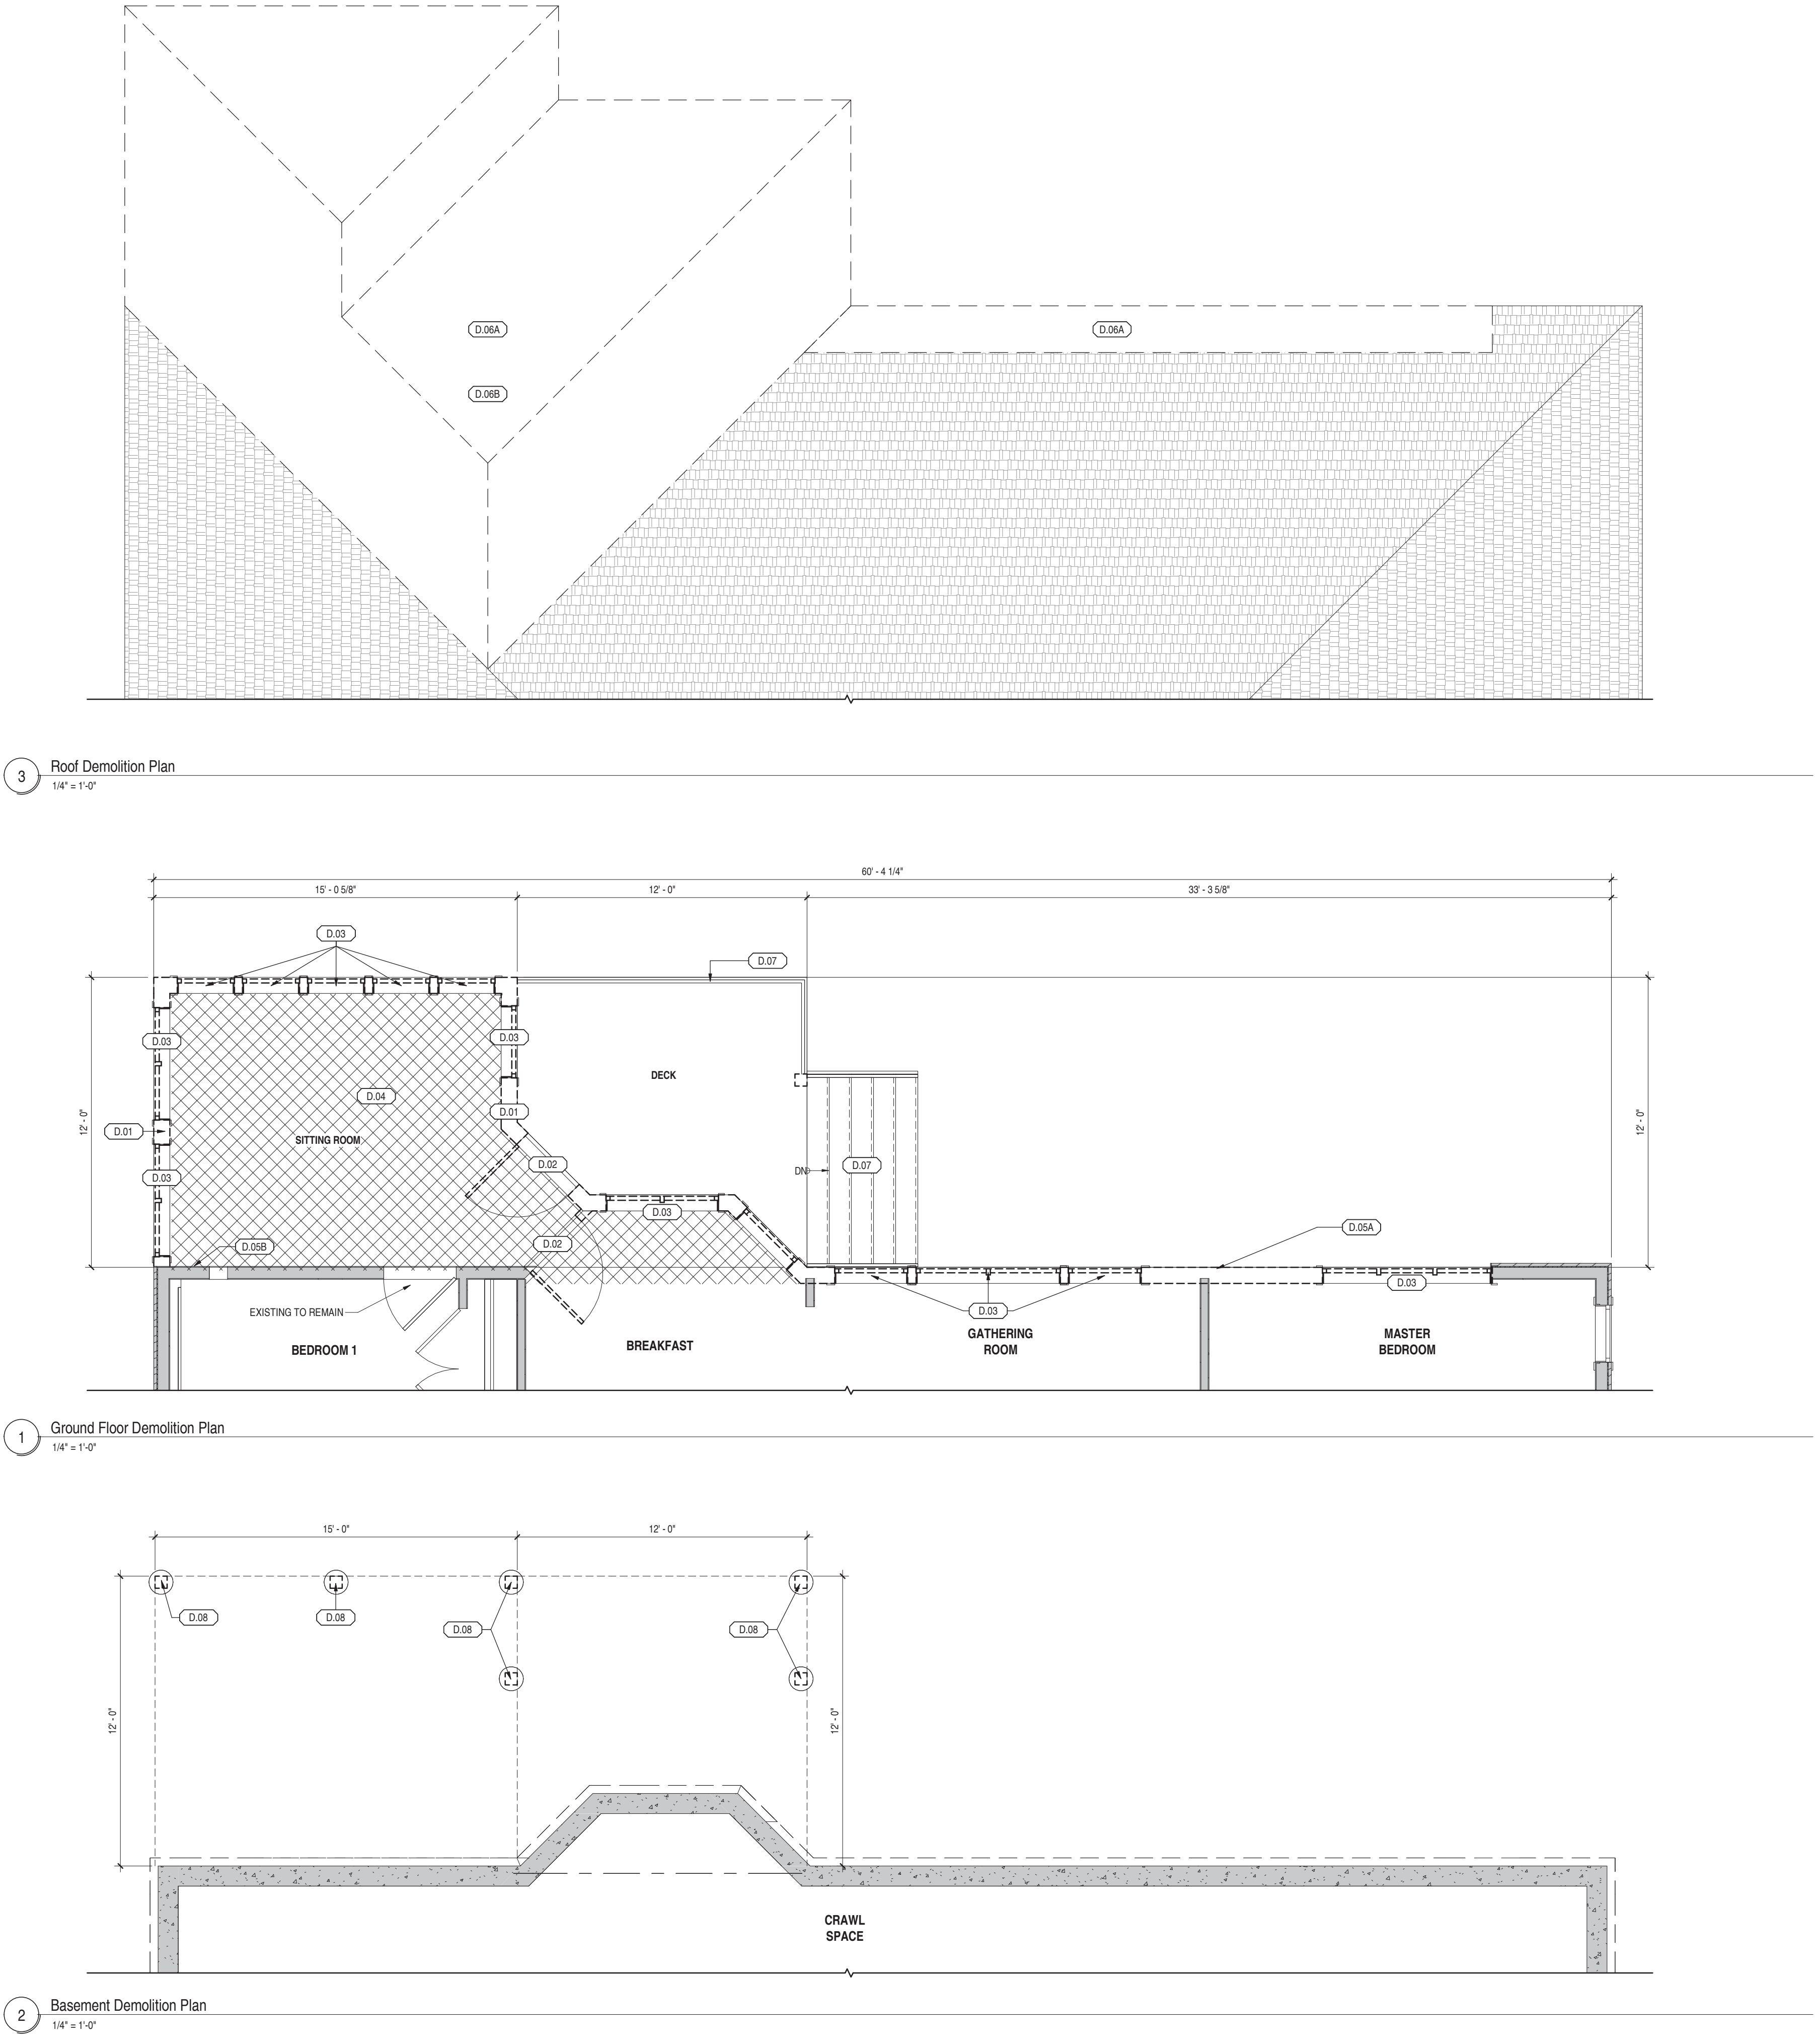 D.06A
D.06A
D.06B
3
Roof Demolition Plan
1/4" = 1'-0"
60' - 4 1/4"
15' - 0 5/8"
12' - 0"
33' - 3 5/8"
D.03
D.07
D.03
D.03
DECK
D.04
12' - 0"
D.01
D.01
12' - 0"
SITTING ROOM
D.02
DN
D.07
D.03
D.03
D.05A
D.02
D.05B
D.03
EXISTING TO REMAIN
D.03
BEDROOM 1
BREAKFAST
GATHERING
ROOM
MASTER
BEDROOM
1
Ground Floor Demolition Plan
1/4" = 1'-0"
15' - 0"
12' - 0"
D.08
D.08
D.08
D.08
12' - 0"
12' - 0"
CRAWL
SPACE
2
Basement Demolition Plan
1/4" = 1'-0"